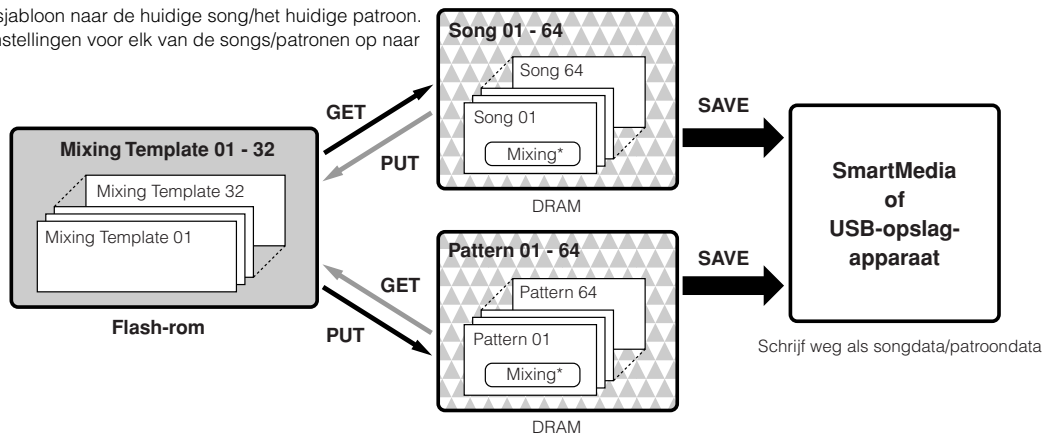 sjabloon naar de huidige song/het huidige patroon.
nstellingen voor elk van de songs/patronen op naar
Song 01 - 64
Song 64
Song 01
Mixing*
DRAM
GET
PUT
Mixing Template 01 - 32
Mixing Template 32
Mixing Template 01
Flash-rom
SAVE
SmartMedia
of
USB-opslag-
apparaat
Schrijf weg als songdata/patroondata
Pattern 01 - 64
Pattern 64
Pattern 01
Mixing*
DRAM
GET
PUT
SAVE